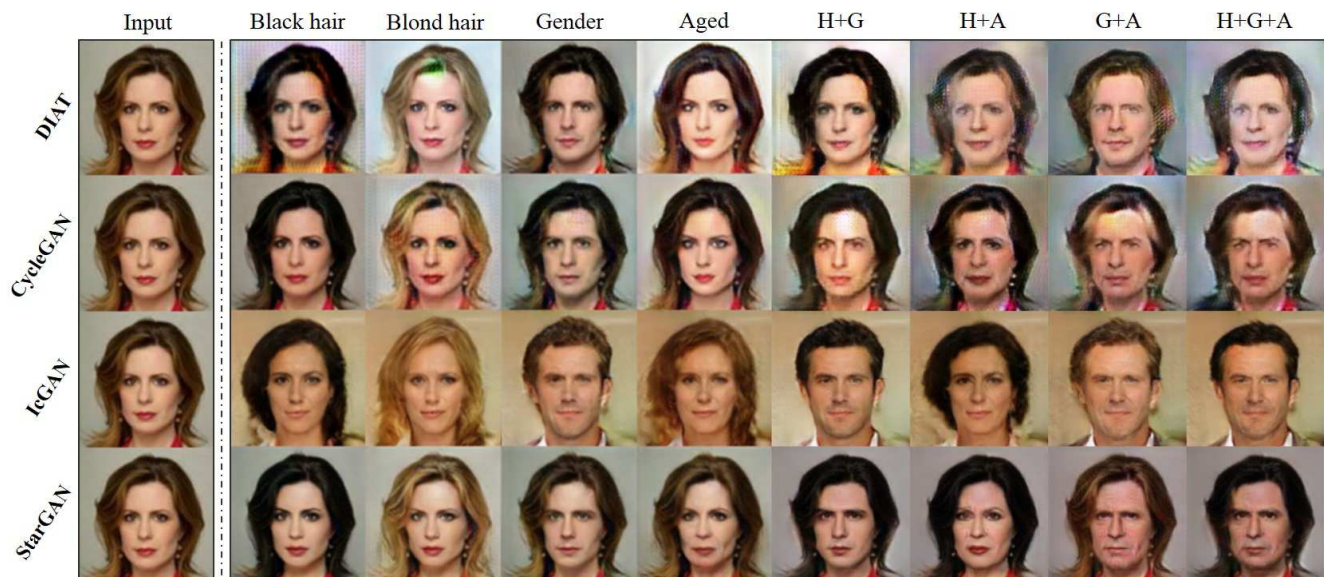 Input Black hair Blond hair Gender Aged H+G H+A G+A H+G+A
DIAT
CycleGAN
IcGAN
StarGAN